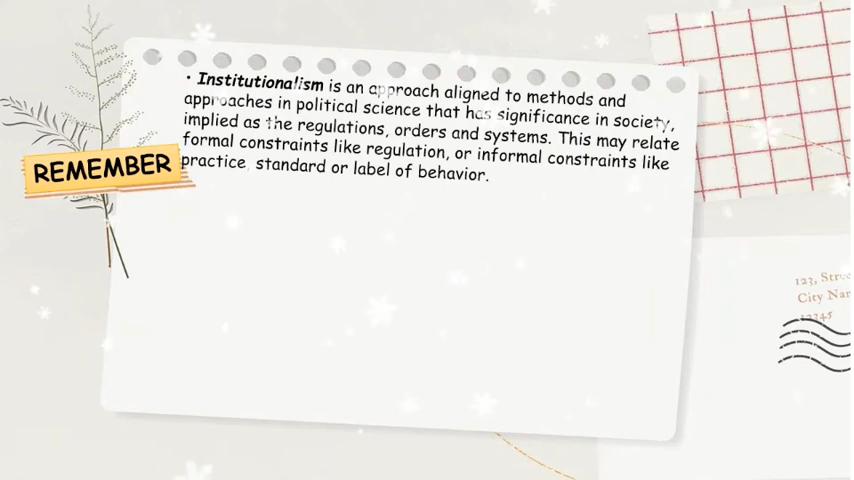 • Institutionalism is an approach aligned to methods and
approaches in political science that has significance in society,
implied as the regulations, orders and systems. This may relate
formal constraints like regulation, or informal constraints like
practice, standard or label of behavior.
REMEMBER
123, Stre
City Nar
12345